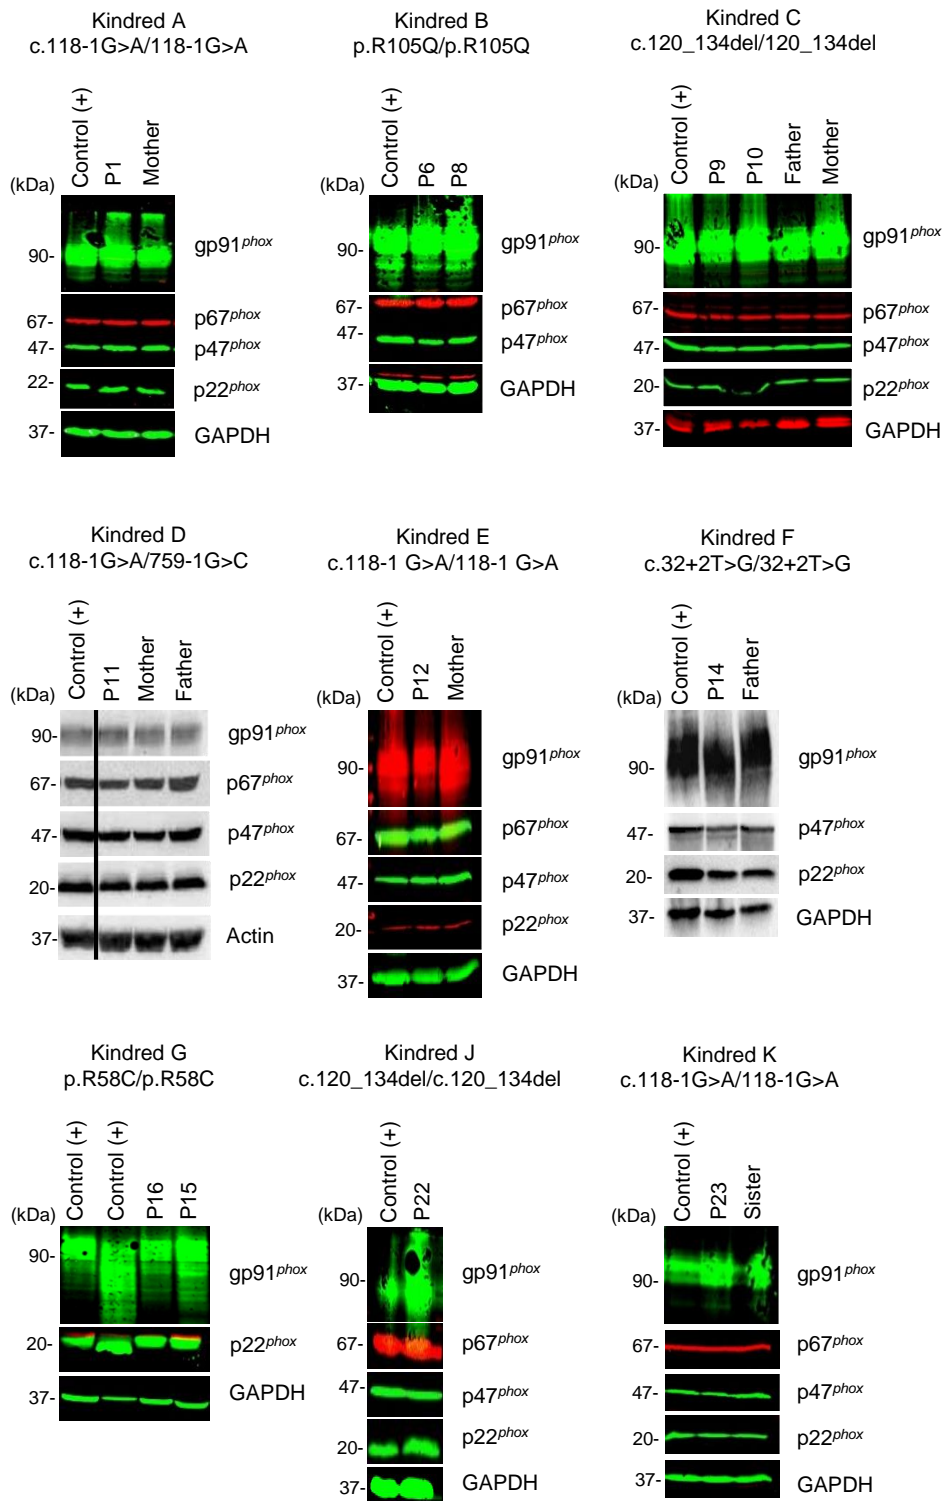 Kindred A
c.118-1G>A/118-1G>A
Control (+)
P1
Mother
(kDa)
90-
gp91phox
67-
p67phox
47-
p47phox
22-
p22phox
37-
GAPDH
Kindred B
p.R105Q/p.R105Q
Control (+)
P6
P8
(kDa)
90-
gp91phox
67-
p67phox
47-
p47phox
37-
GAPDH
Kindred C
c.120_134del/120_134del
Control (+)
P9
P10
Father
Mother
(kDa)
90-
gp91phox
67-
p67phox
47-
p47phox
20-
p22phox
37-
GAPDH
Kindred D
c.118-1G>A/759-1G>C
Control (+)
P11
Mother
Father
(kDa)
90-
gp91phox
67-
p67phox
47-
p47phox
20-
p22phox
37-
Actin
Kindred E
c.118-1 G>A/118-1 G>A
Control (+)
P12
Mother
(kDa)
90-
gp91phox
67-
p67phox
47-
p47phox
20-
p22phox
37-
GAPDH
Kindred F
c.32+2T>G/32+2T>G
Control (+)
P14
Father
(kDa)
90-
gp91phox
47-
p47phox
20-
p22phox
37-
GAPDH
Kindred G
p.R58C/p.R58C
Control (+)
Control (+)
P16
P15
(kDa)
90-
gp91phox
20-
p22phox
37-
GAPDH
Kindred J
c.120_134del/c.120_134del
Control (+)
P22
(kDa)
90-
gp91phox
67-
p67phox
47-
p47phox
20-
p22phox
37-
GAPDH
Kindred K
c.118-1G>A/118-1G>A
Control (+)
P23
Sister
(kDa)
90-
gp91phox
67-
p67phox
47-
p47phox
20-
p22phox
37-
GAPDH